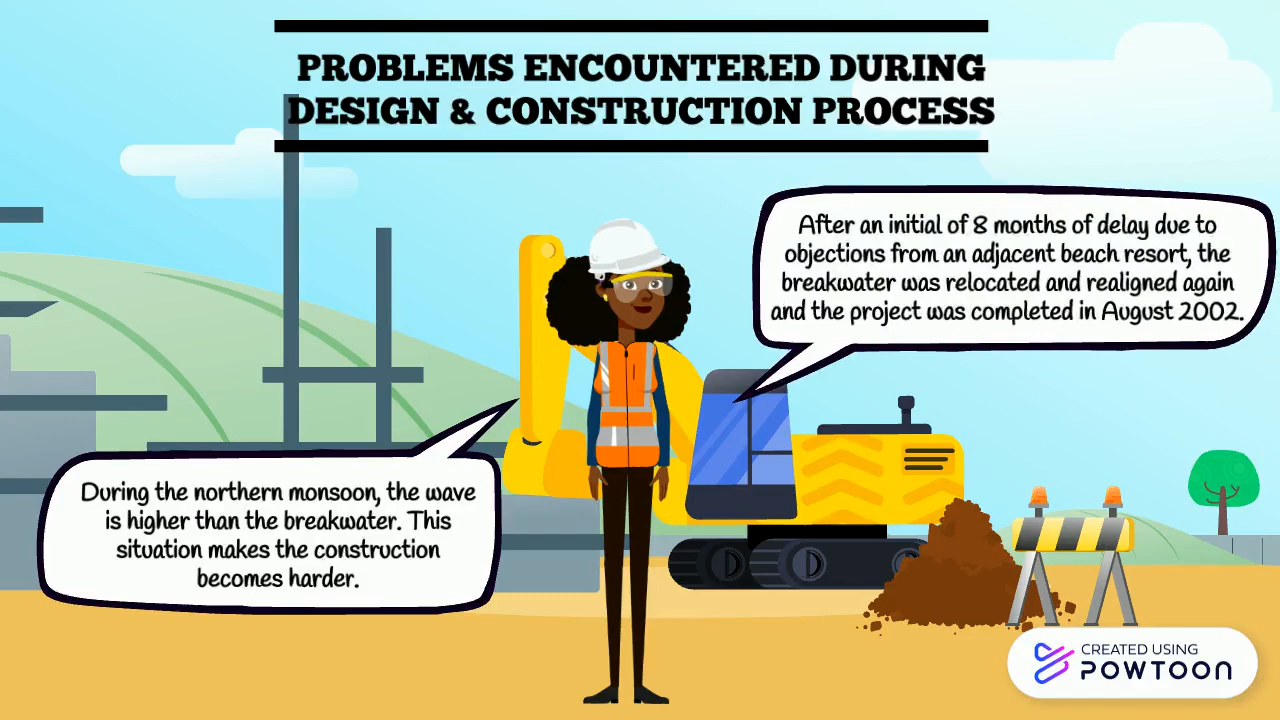 PROBLEMS ENCOUNTERED DURING
DESIGN & CONSTRUCTION PROCESS
After an initial of 8 months of delay due to
objections from an adjacent beach resort, the
breakwater was relocated and realigned again
and the project was completed in August 2002.
During the northern monsoon, the wave
is higher than the breakwater. This
situation makes the construction
becomes harder.
CREATED USING
POWTOON